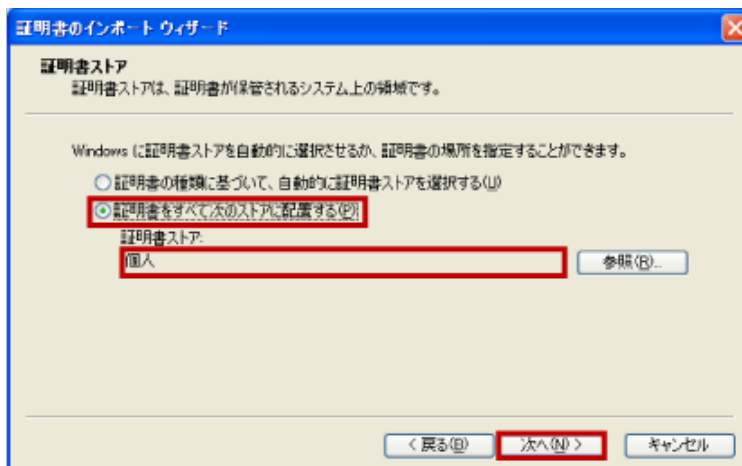 証明書のインポート ウィザード
証明書ストア
証明書ストアは、証明書が保管されるシステム上の領域です。
Windows に証明書ストアを自動的に選択させるか、証明書の場所を指定することができます。
証明書の種類に基づいて、自動的に証明書ストアを選択する(U)
証明書をすべて次のストアに配置する(P)
証明書ストア:
個人
参照(R)...
< 戻る(B)
次へ(N) >
キャンセル